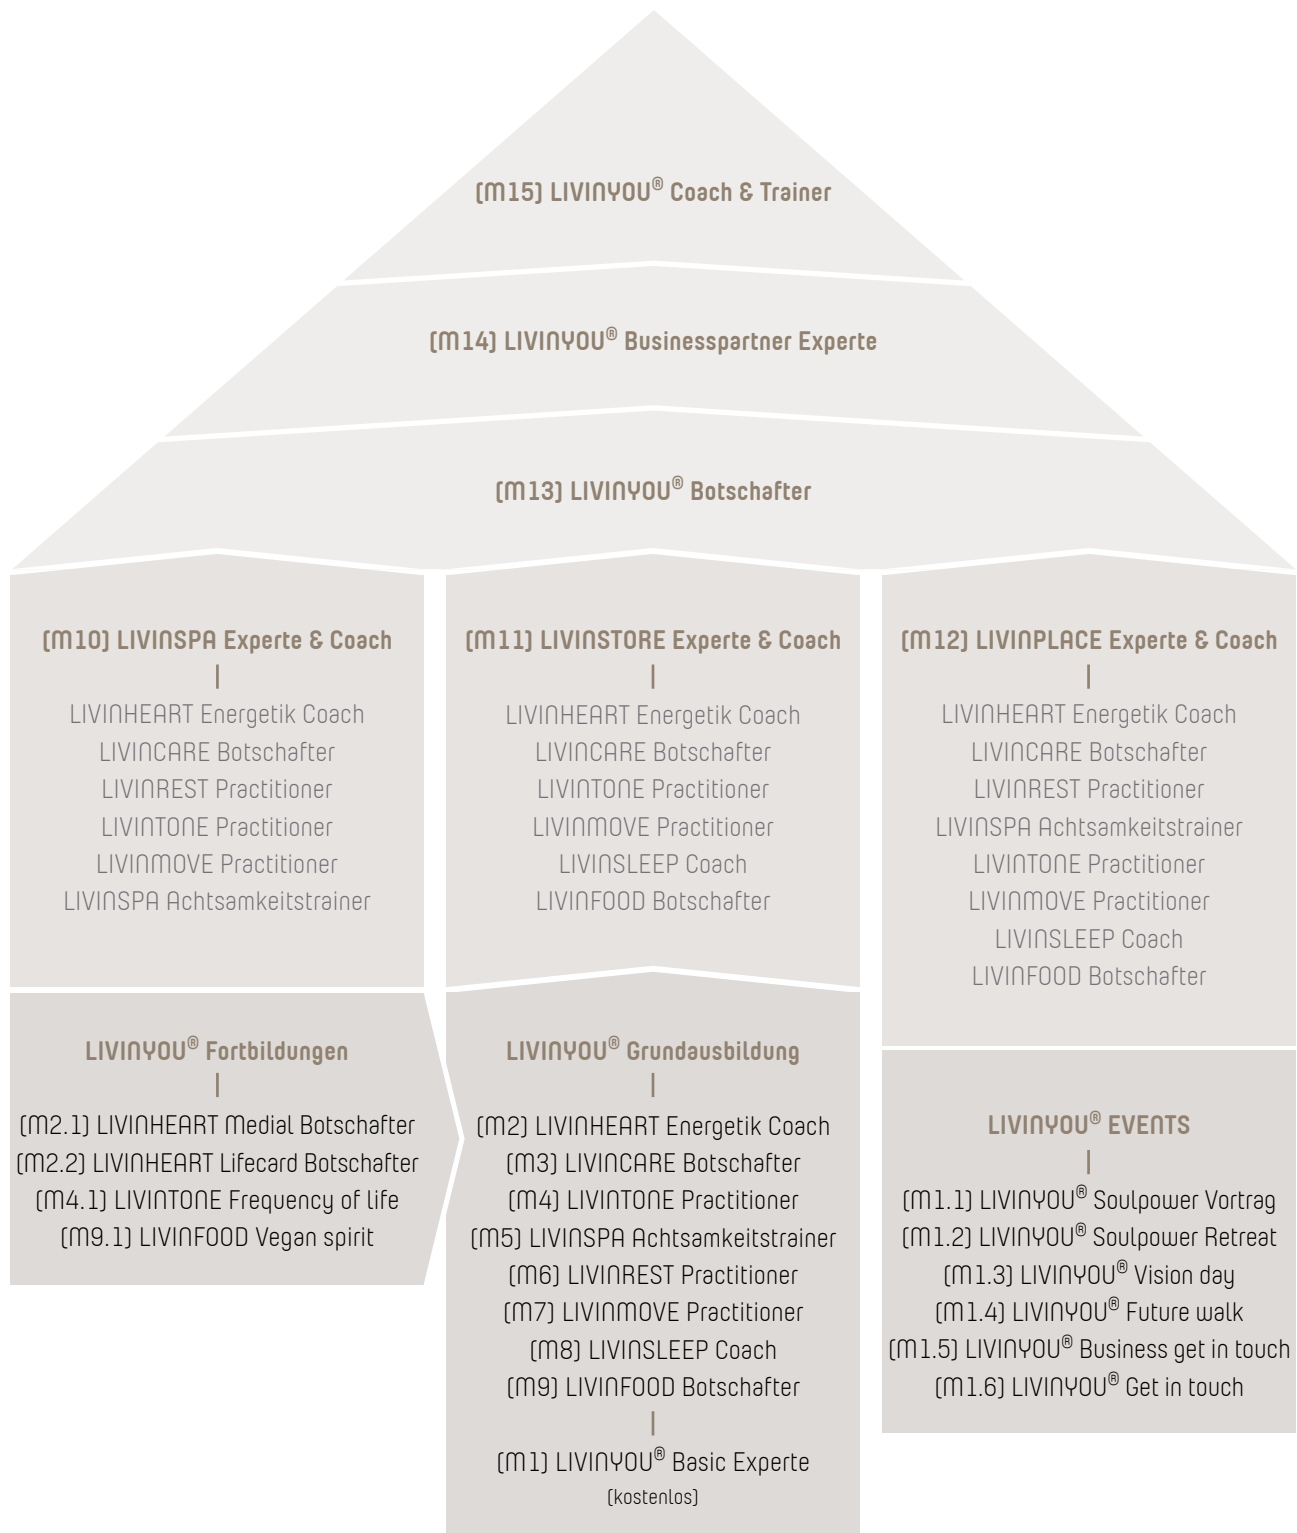 (M15) LIVINYOU® Coach & Trainer
(M14) LIVINYOU® Businesspartner Experte
(M13) LIVINYOU® Botschafter
(M10) LIVINSPA Experte & Coach
LIVINHEART Energetik Coach
LIVINCARE Botschafter
LIVINREST Practitioner
LIVINTONE Practitioner
LIVINMOVE Practitioner
LIVINSPA Achtsamkeitstrainer
(M11) LIVINSTORE Experte & Coach
LIVINHEART Energetik Coach
LIVINCARE Botschafter
LIVINTONE Practitioner
LIVINMOVE Practitioner
LIVINSLEEP Coach
LIVINFOOD Botschafter
(M12) LIVINPLACE Experte & Coach
LIVINHEART Energetik Coach
LIVINCARE Botschafter
LIVINREST Practitioner
LIVINSPA Achtsamkeitstrainer
LIVINTONE Practitioner
LIVINMOVE Practitioner
LIVINSLEEP Coach
LIVINFOOD Botschafter
LIVINYOU® Fortbildungen
(M2.1) LIVINHEART Medial Botschafter
(M2.2) LIVINHEART Lifecard Botschafter
(M4.1) LIVINTONE Frequency of life
(M9.1) LIVINFOOD Vegan spirit
LIVINYOU® Grundausbildung
(M2) LIVINHEART Energetik Coach
(M3) LIVINCARE Botschafter
(M4) LIVINTONE Practitioner
(M5) LIVINSPA Achtsamkeitstrainer
(M6) LIVINREST Practitioner
(M7) LIVINMOVE Practitioner
(M8) LIVINSLEEP Coach
(M9) LIVINFOOD Botschafter
(M1) LIVINYOU® Basic Experte
(kostenlos)
LIVINYOU® EVENTS
(M1.1) LIVINYOU® Soulpower Vortrag
(M1.2) LIVINYOU® Soulpower Retreat
(M1.3) LIVINYOU® Vision day
(M1.4) LIVINYOU® Future walk
(M1.5) LIVINYOU® Business get in touch
(M1.6) LIVINYOU® Get in touch